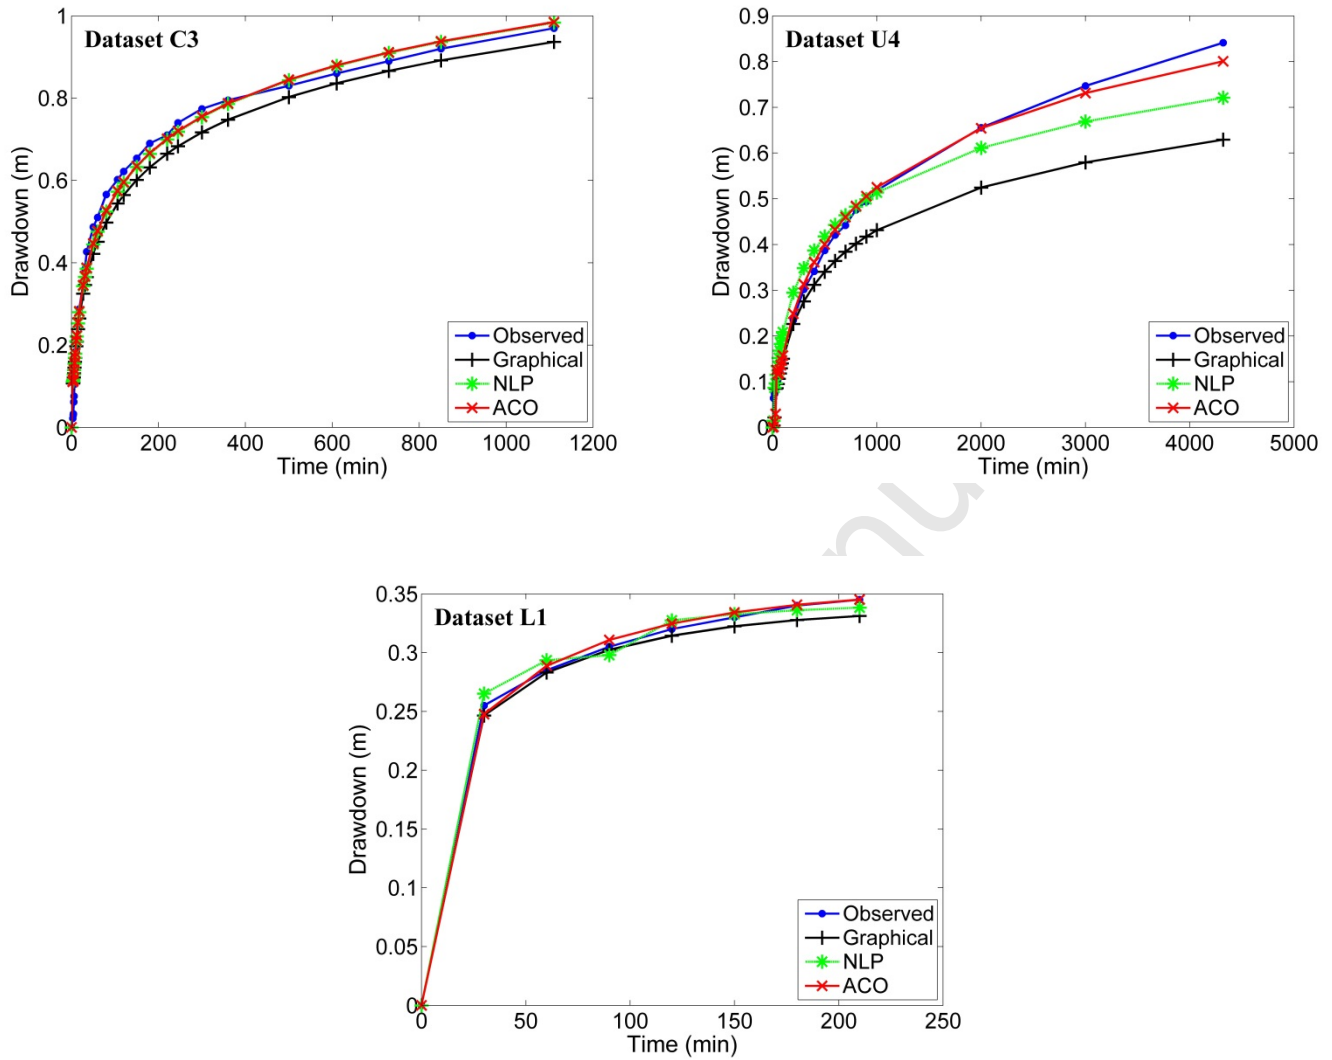 Dataset C3
Drawdown (m)
1
0.8
0.6
0.4
0.2
0
0 200 400 600 800 1000 1200
Time (min)
Observed
Graphical
NLP
ACO
Dataset U4
Drawdown (m)
0.9
0.8
0.7
0.6
0.5
0.4
0.3
0.2
0.1
0
0 1000 2000 3000 4000 5000
Time (min)
Observed
Graphical
NLP
ACO
nu
Dataset L1
Drawdown (m)
0.35
0.3
0.25
0.2
0.15
0.1
0.05
0
0 50 100 150 200 250
Time (min)
Observed
Graphical
NLP
ACO